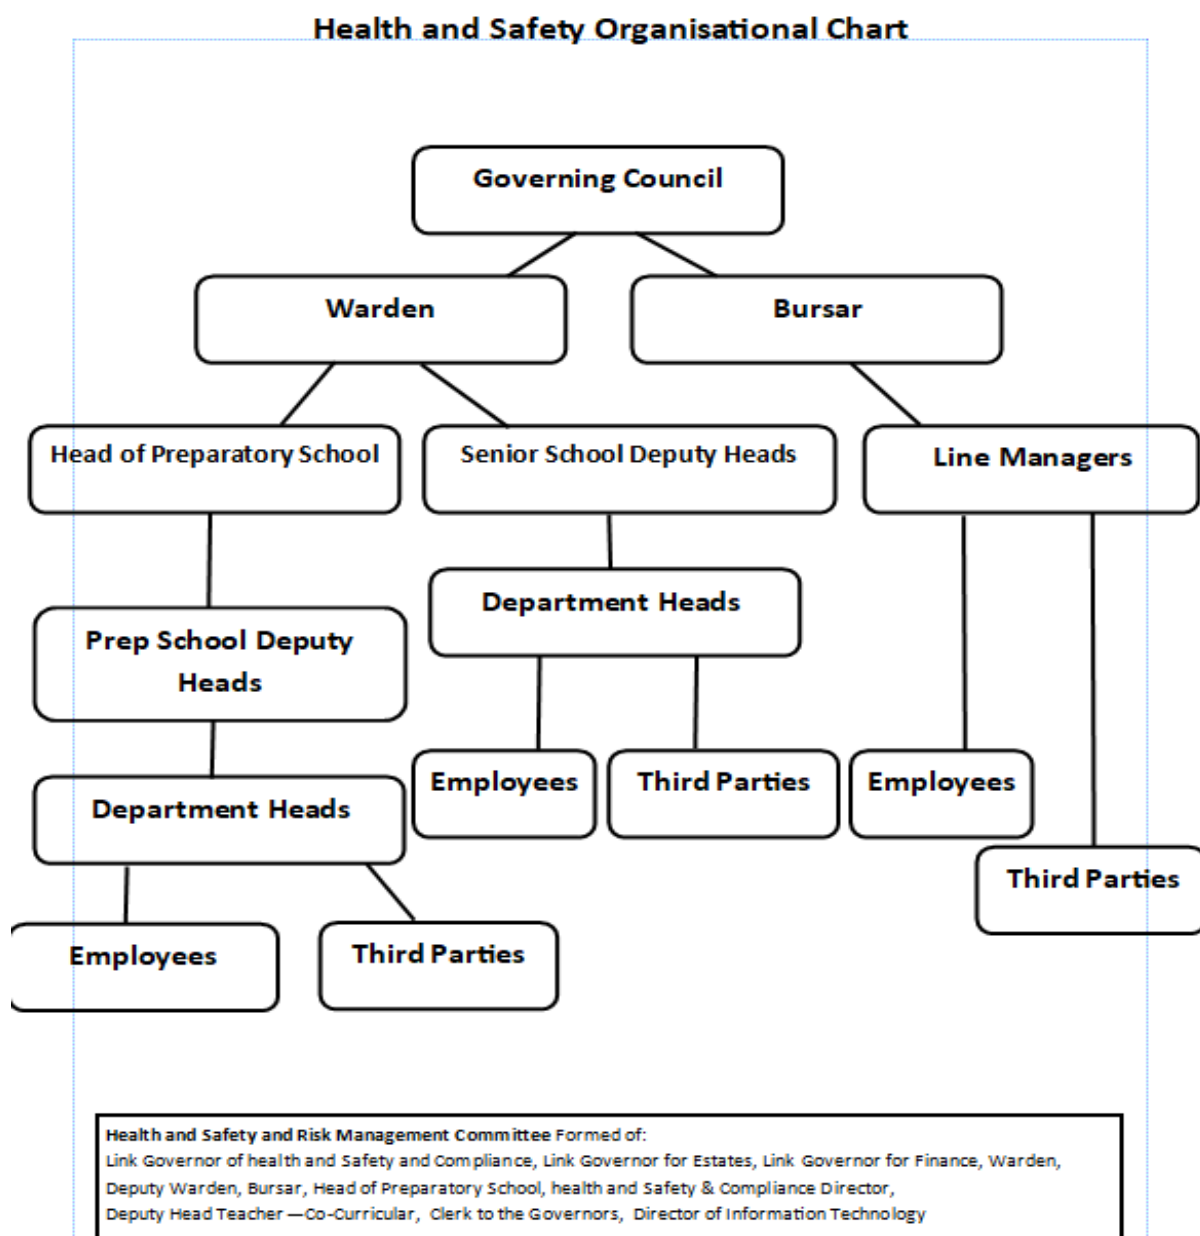 Health and Safety Organisational Chart
Governing Council
Warden
Bursar
Head of Preparatory School
Senior School Deputy Heads
Line Managers
Prep School Deputy
Heads
Department Heads
Department Heads
Employees
Third Parties
Employees
Third Parties
Employees
Third Parties
Health and Safety and Risk Management Committee Formed of:
Link Governor of health and Safety and Compliance, Link Governor for Estates, Link Governor for Finance, Warden,
Deputy Warden, Bursar, Head of Preparatory School, health and Safety & Compliance Director,
Deputy Head Teacher —Co-Curricular, Clerk to the Governors, Director of Information Technology